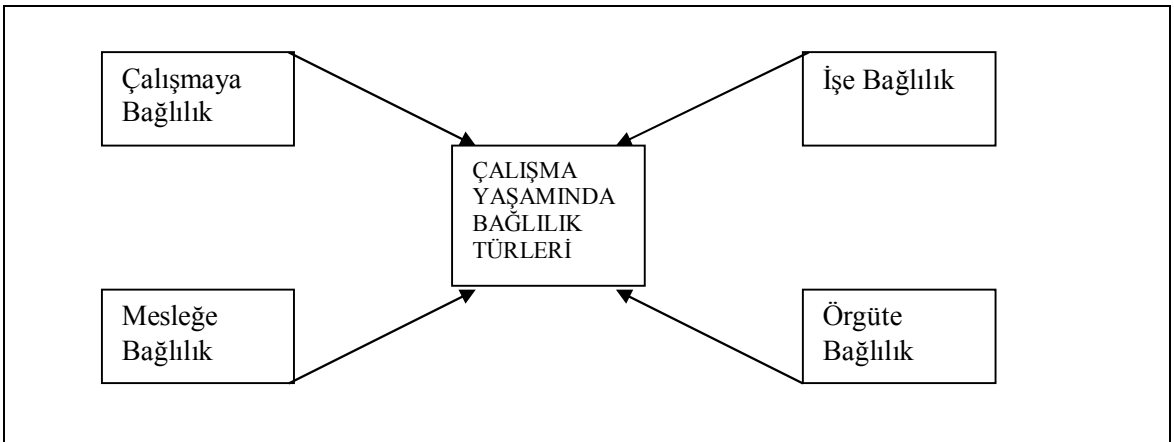 Çalışmaya
Bağlılık
İşe Bağlılık
ÇALIŞMA
YAŞAMINDA
BAĞLILIK
TÜRLERİ
Mesleğe
Bağlılık
Örgüte
Bağlılık